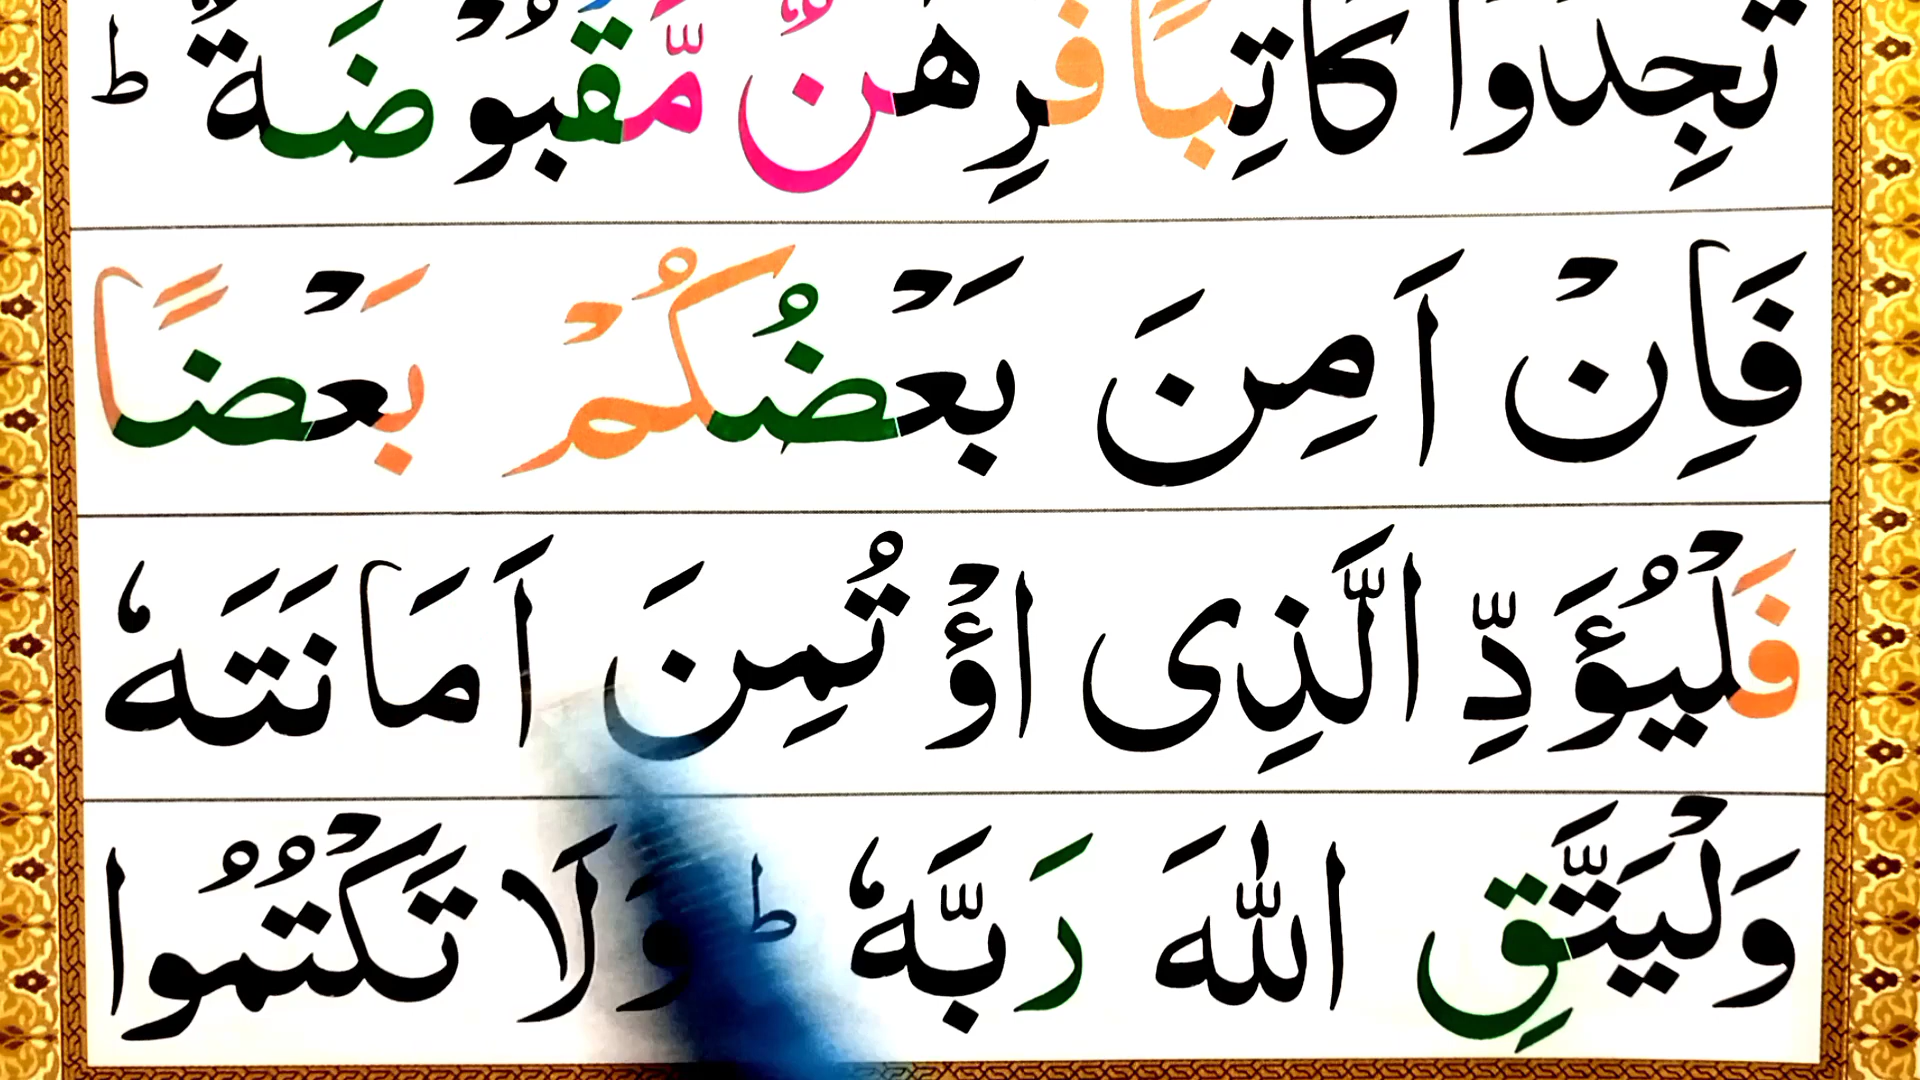 تَجِدُوْا كَاتِبًا فَرِهٰنٌ مَّقْبُوْضَةٌ ؕ
فَاِنْ اَمِنَ بَعْضُكُمْ بَعْضًا
فَلْيُؤَدِّ الَّذِى اؤْتُمِنَ اَمَانَتَهٗ
وَلْيَتَّقِ اللّٰهَ رَبَّهٗ ؕ وَلَا تَكْتُمُوا